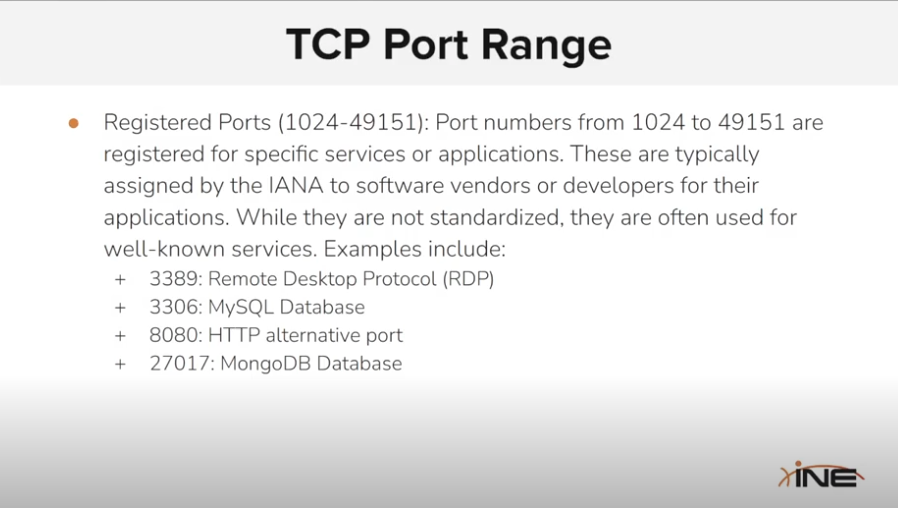 TCP Port Range
● Registered Ports (1024-49151): Port numbers from 1024 to 49151 are
registered for specific services or applications. These are typically
assigned by the IANA to software vendors or developers for their
applications. While they are not standardized, they are often used for
well-known services. Examples include:
+ 3389: Remote Desktop Protocol (RDP)
+ 3306: MySQL Database
+ 8080: HTTP alternative port
+ 27017: MongoDB Database
INE